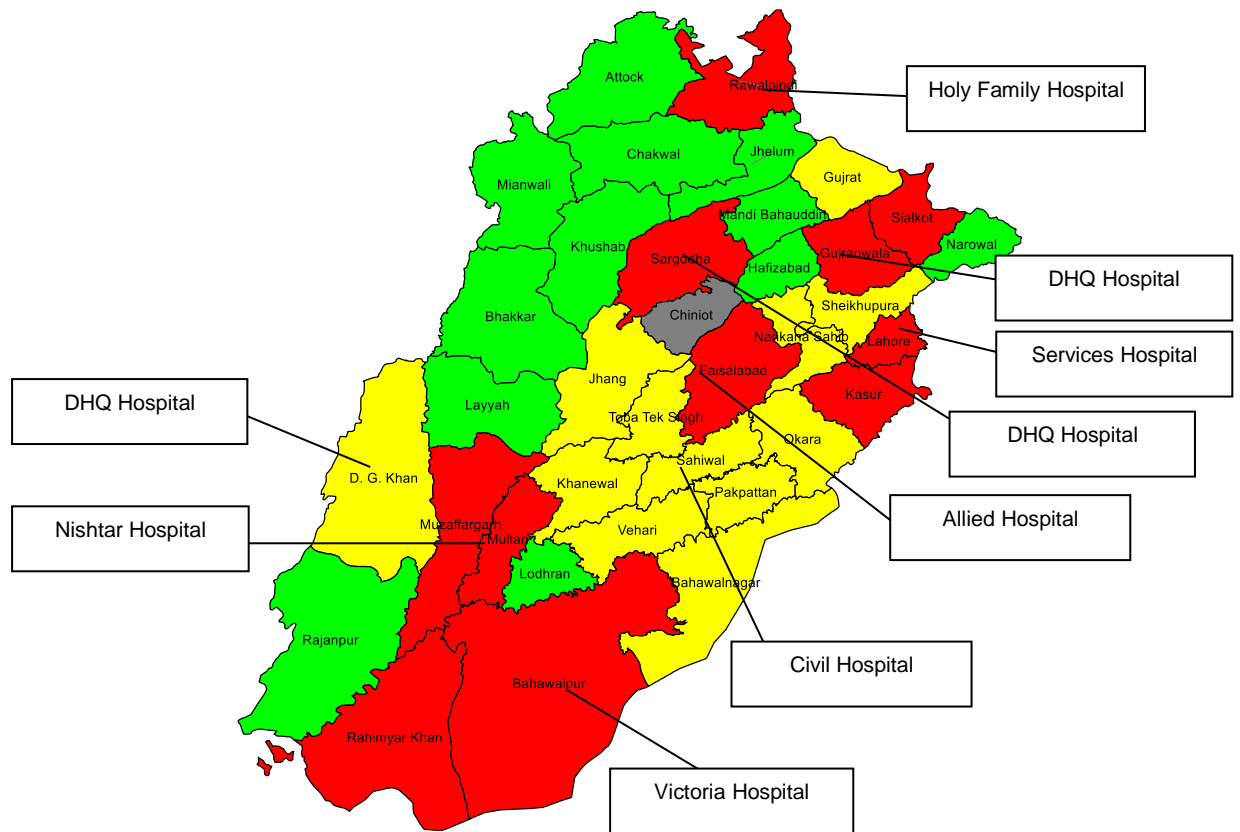 Attock
Rawalpindi
Holy Family Hospital
Chakwal
Jhelum
Mianwali
Gujrat
Mandi Bahauddin
Sialkot
Khushab
Narowal
Sargodha
Gujranwala
Hafizabad
DHQ Hospital
Sheikhupura
Bhakkar
Chiniot
Nankana Sahib
Lahore
Services Hospital
Jhang
Faisalabad
Kasur
DHQ Hospital
Layyah
Toba Tek Singh
DHQ Hospital
Okara
Sahiwal
D. G. Khan
Khanewal
Pakpattan
Allied Hospital
Nishtar Hospital
Muzaffargarh
Multan
Vehari
Lodhran
Bahawalnagar
Rajanpur
Civil Hospital
Bahawalpur
Rahimyar Khan
Victoria Hospital